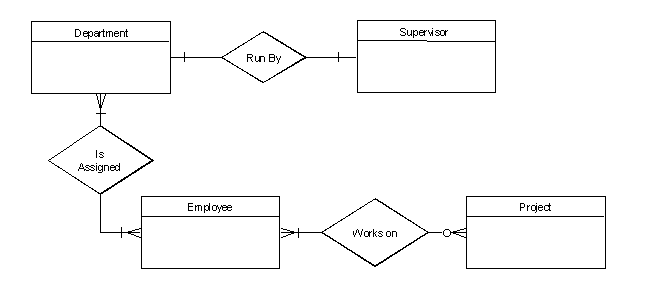 Department
Supervisor
Run By
Is
Assigned
Employee
Project
Works on